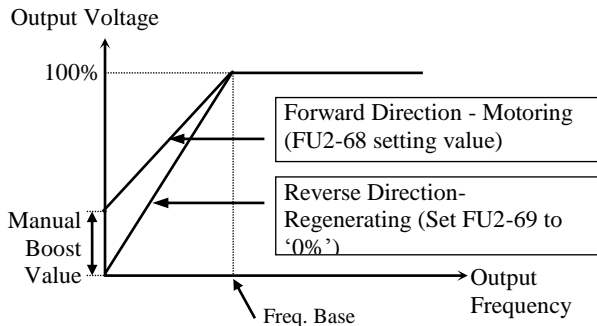 Output Voltage
100%
Forward Direction - Motoring
(FU2-68 setting value)
Reverse Direction-
Regenerating (Set FU2-69 to
‘0%’)
Manual
Boost
Value
Output
Frequency
Freq. Base